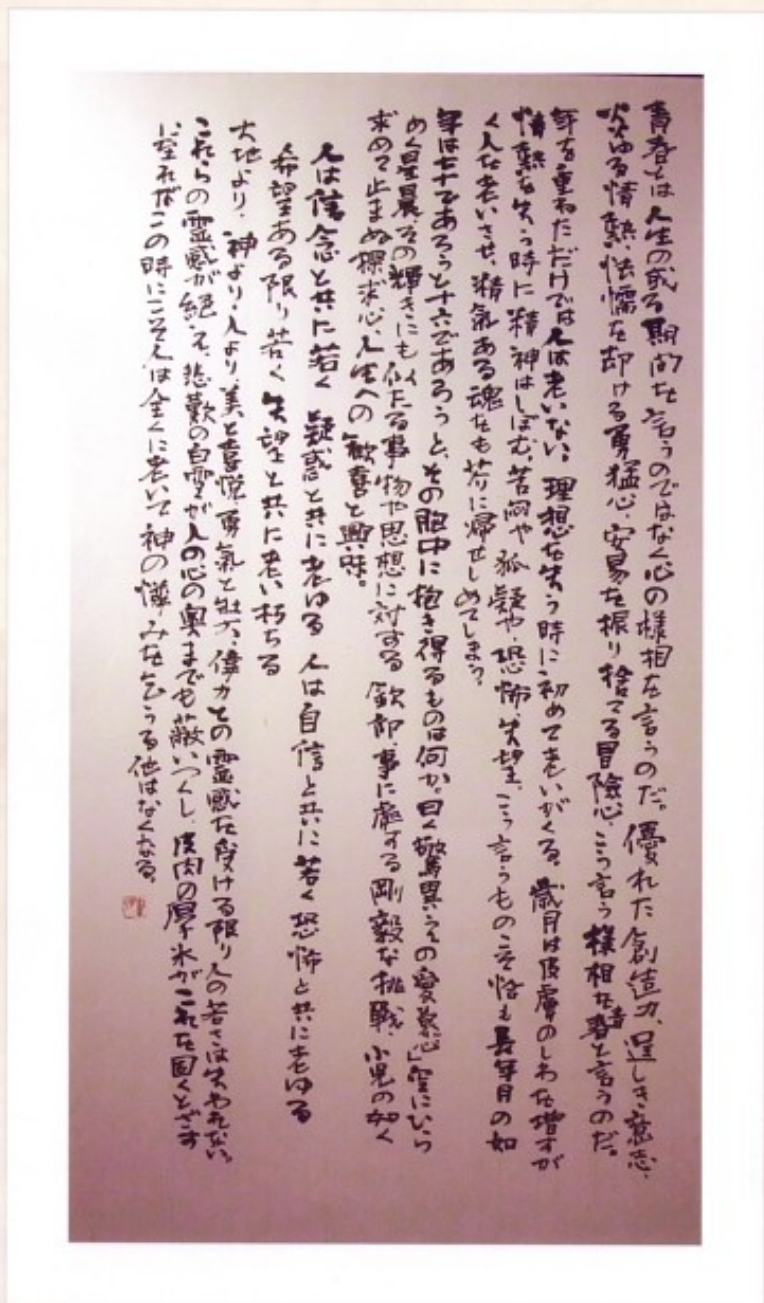 青春とは人生の或る期間を言うのではなく心の様相を言うのだ。優れた創造力、逞しき意志、
炎ゆる情熱、怯懦を却ける勇猛心、安易を振り捨てる冒険心、こう言う様相を青春と言うのだ。
年を重ねただけでは人は老いない。理想を失う時に初めて老いがくる。歳月は皮膚のしわを増すが
情熱を失う時に精神はしぼむ。苦悶や狐疑や、恐怖、失望、こう言うものこそ恰も長年月の如
く人を老いさせ、精氣ある魂をも芥に帰せしめてしまう。
年は七十であろうと十六であろうと、その胞中に抱き得るものは何か。曰く驚異えの愛慕心」空にひら
めく星晨、その輝きにも似たる事物や思想に対する欽郎、事に處する剛毅な挑戦、小児の如く
求めて止まぬ探求心、人生への歓喜と興味。
人は信念と共に若く 疑惑と共に老ゆる 人は自信と共に若く 恐怖と共に老ゆる
希望ある限り若く 失望と共に老い朽ちる
大地より、神より、人より、美と喜悦、勇氣と壮大、偉力との霊感を受ける限り人の若さは失われない。
これらの霊感が絶え、悲歎の白雪が人の心の奥までも蔽いつくし、皮肉の厚氷がこれを固くとざす
に至ればこの時にこそ人は全くに老いて神の憐みを乞うる他はなくなる。